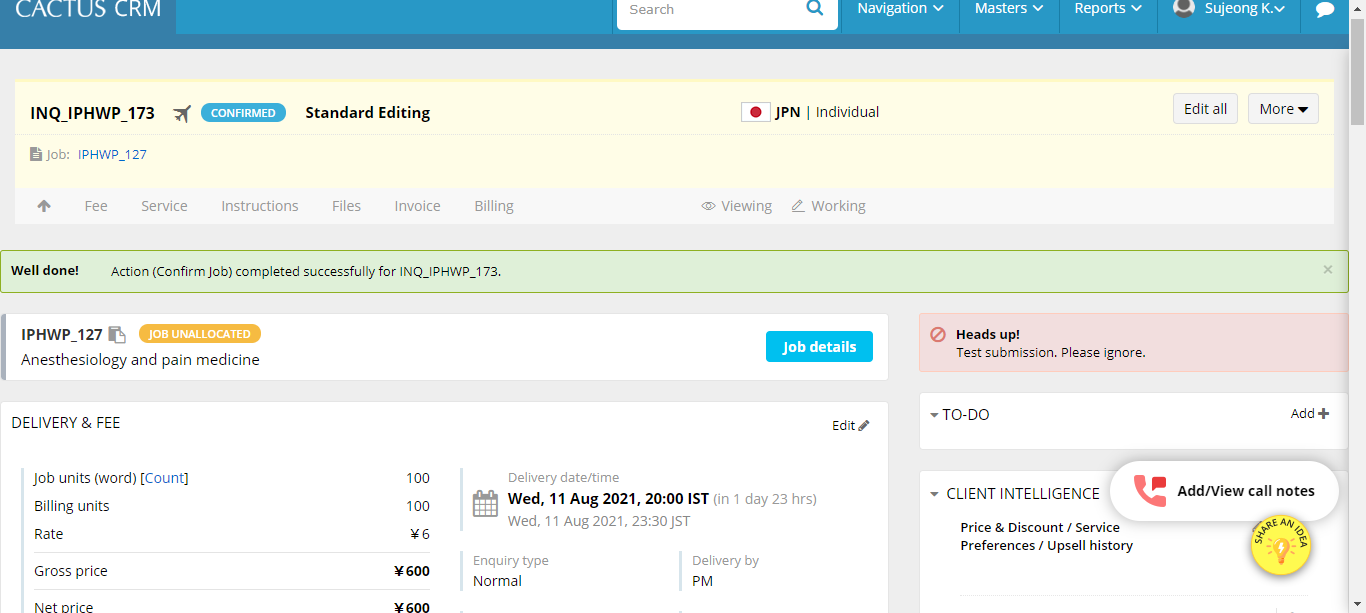 CACTUS CRM
Search
Navigation
Masters
Reports
Sujeong K.
INQ_IPHWP_173
CONFIRMED
Standard Editing
JPN | Individual
Edit all
More
Job: IPHWP_127
Fee
Service
Instructions
Files
Invoice
Billing
Viewing
Working
Well done!
Action (Confirm Job) completed successfully for INQ_IPHWP_173.
×
IPHWP_127
JOB UNALLOCATED
Anesthesiology and pain medicine
Job details
Heads up!
Test submission. Please ignore.
DELIVERY & FEE
Edit
TO-DO
Add
Job units (word) [Count] 100
Billing units 100
Rate ¥6
Gross price ¥600
Net price ¥600
Delivery date/time
Wed, 11 Aug 2021, 20:00 IST (in 1 day 23 hrs)
Wed, 11 Aug 2021, 23:30 JST
Enquiry type
Normal
Delivery by
PM
CLIENT INTELLIGENCE
Add/View call notes
Price & Discount / Service
Preferences / Upsell history
SHARE AN IDEA